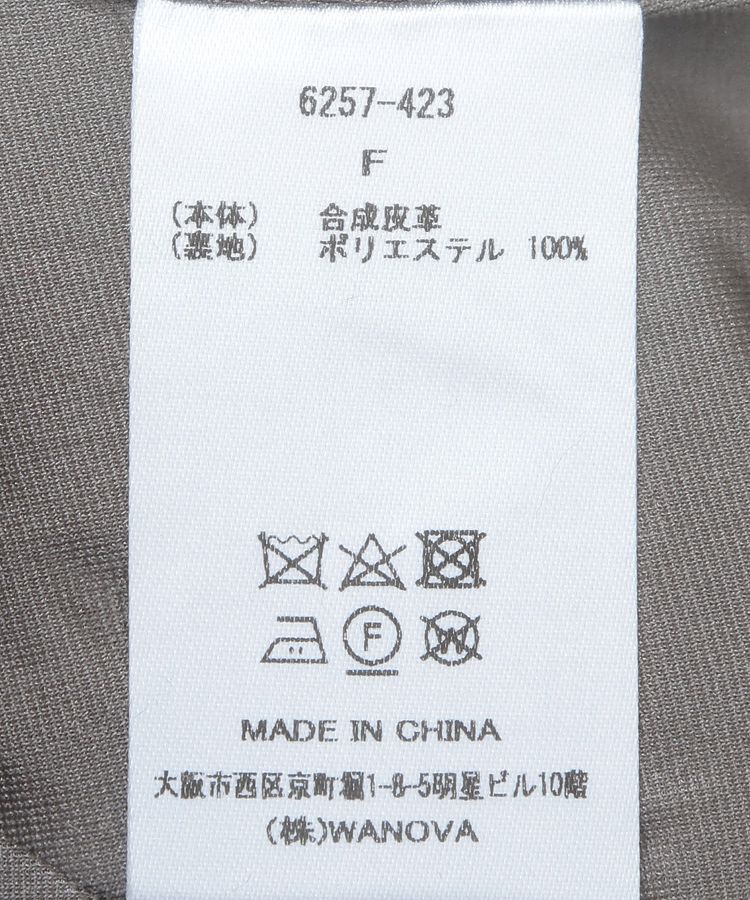 6257-423
F
(本体) 合成皮革
(裏地) ポリエステル 100%
F
W
MADE IN CHINA
大阪市西区京町堀1-8-5明星ビル10階
(株)WANOVA